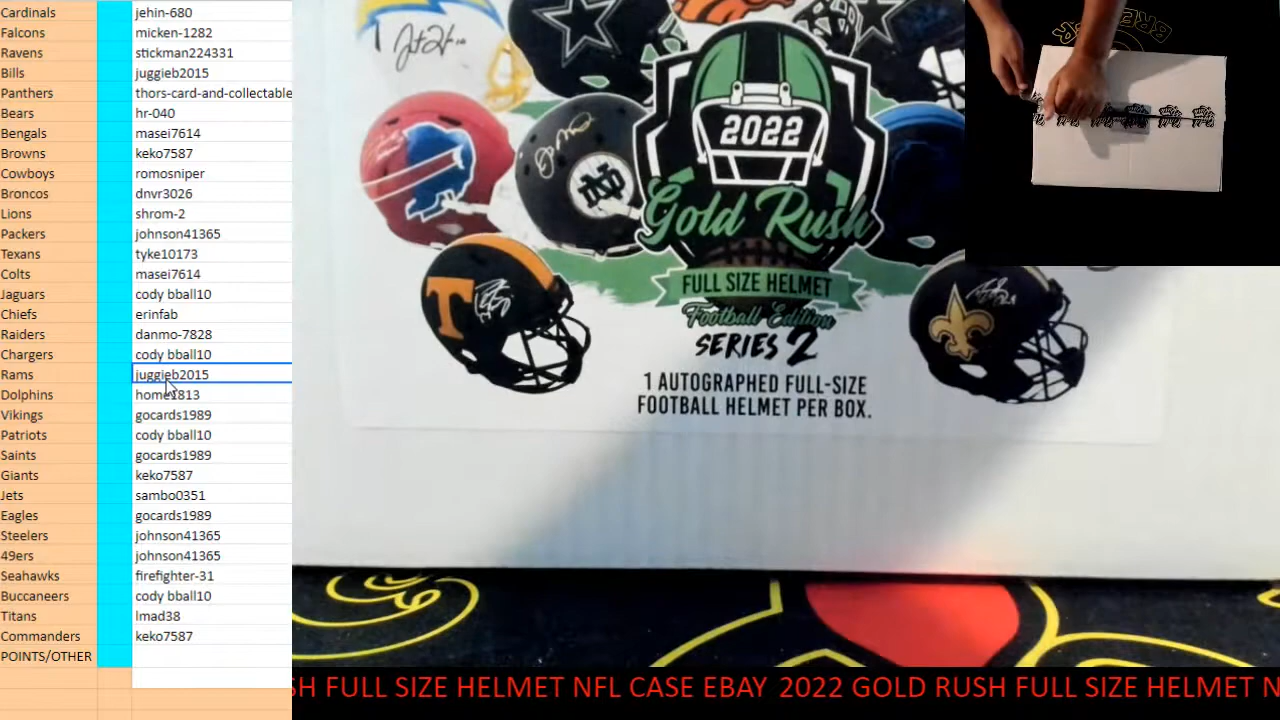 Cardinals jehin-680
Falcons micken-1282
Ravens stickman224331
Bills juggieb2015
Panthers thors-card-and-collectable
Bears hr-040
Bengals masei7614
Browns keko7587
Cowboys romosniper
Broncos dnvr3026
Lions shrom-2
Packers johnson41365
Texans tyke10173
Colts masei7614
Jaguars cody bball10
Chiefs erinfab
Raiders danmo-7828
Chargers cody bball10
Rams juggieb2015
Dolphins
Vikings gocards1989
Patriots cody bball10
Saints gocards1989
Giants keko7587
Jets sambo0351
Eagles gocards1989
Steelers johnson41365
49ers johnson41365
Seahawks firefighter-31
Buccaneers cody bball10
Titans lmad38
Commanders keko7587
POINTS/OTHER
2022
Gold Rush
FULL SIZE HELMET
Football Edition
SERIES 2
1 AUTOGRAPHED FULL-SIZE
FOOTBALL HELMET PER BOX.
SH FULL SIZE HELMET NFL CASE EBAY 2022 GOLD RUSH FULL SIZE HELMET N